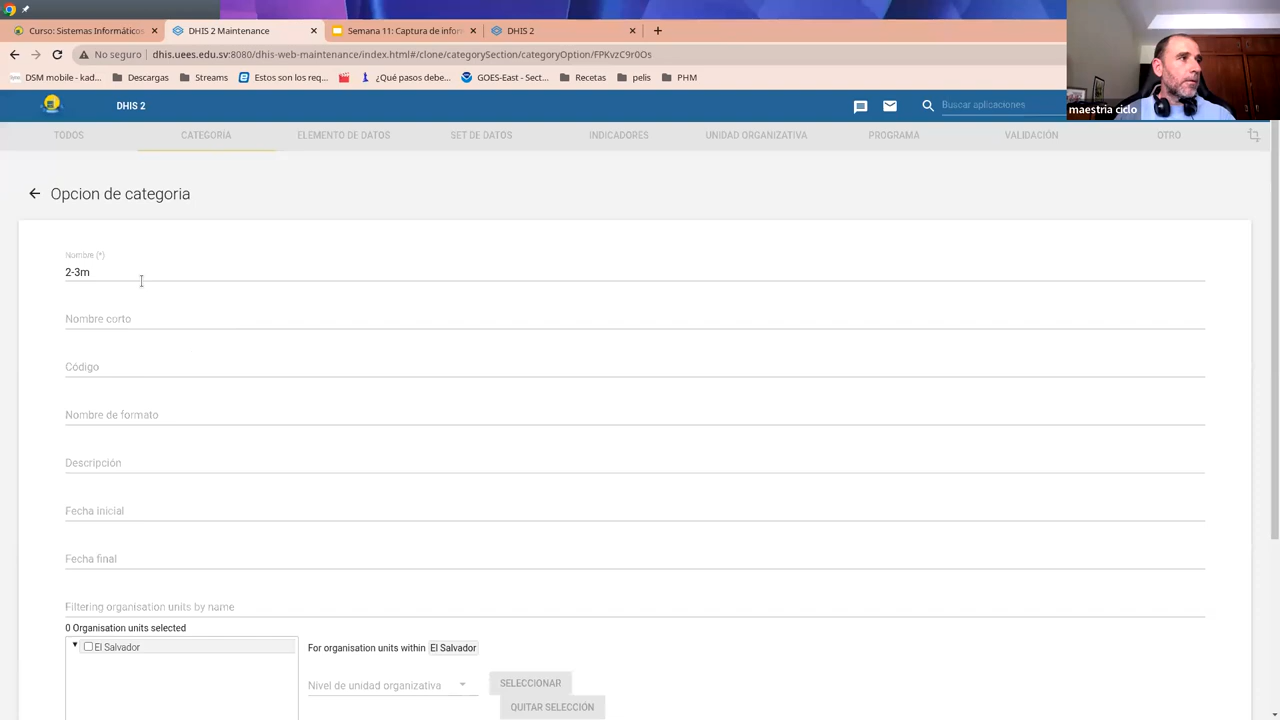 Curso: Sistemas Informáticos
DHIS 2 Maintenance
Semana 11: Captura de infor
DHIS 2
No seguro
dhis.uees.edu.sv:8080/dhis-web-maintenance/index.html#/clone/categorySection/categoryOption/FPKvzC9r0Os
DSM mobile - kad...
Descargas
Streams
Estos son los req...
¿Qué pasos debe...
GOES-East - Sect...
Recetas
pelis
PHM
maestria ciclo
DHIS 2
Buscar aplicaciones
TODOS
CATEGORÍA
ELEMENTO DE DATOS
SET DE DATOS
INDICADORES
UNIDAD ORGANIZATIVA
PROGRAMA
VALIDACIÓN
OTRO
Opcion de categoria
Nombre (*)
2-3m
Nombre corto
Código
Nombre de formato
Descripción
Fecha inicial
Fecha final
Filtering organisation units by name
0 Organisation units selected
El Salvador
For organisation units within El Salvador
Nivel de unidad organizativa
SELECCIONAR
QUITAR SELECCIÓN